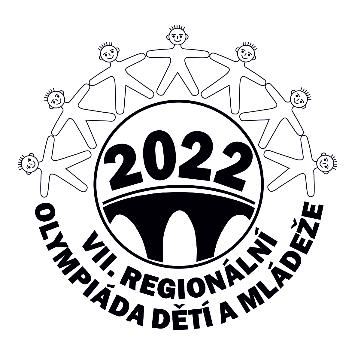 2022
VII. REGIONÁLNÍ
OLYMPIÁDA DĚTÍ A MLÁDEŽE